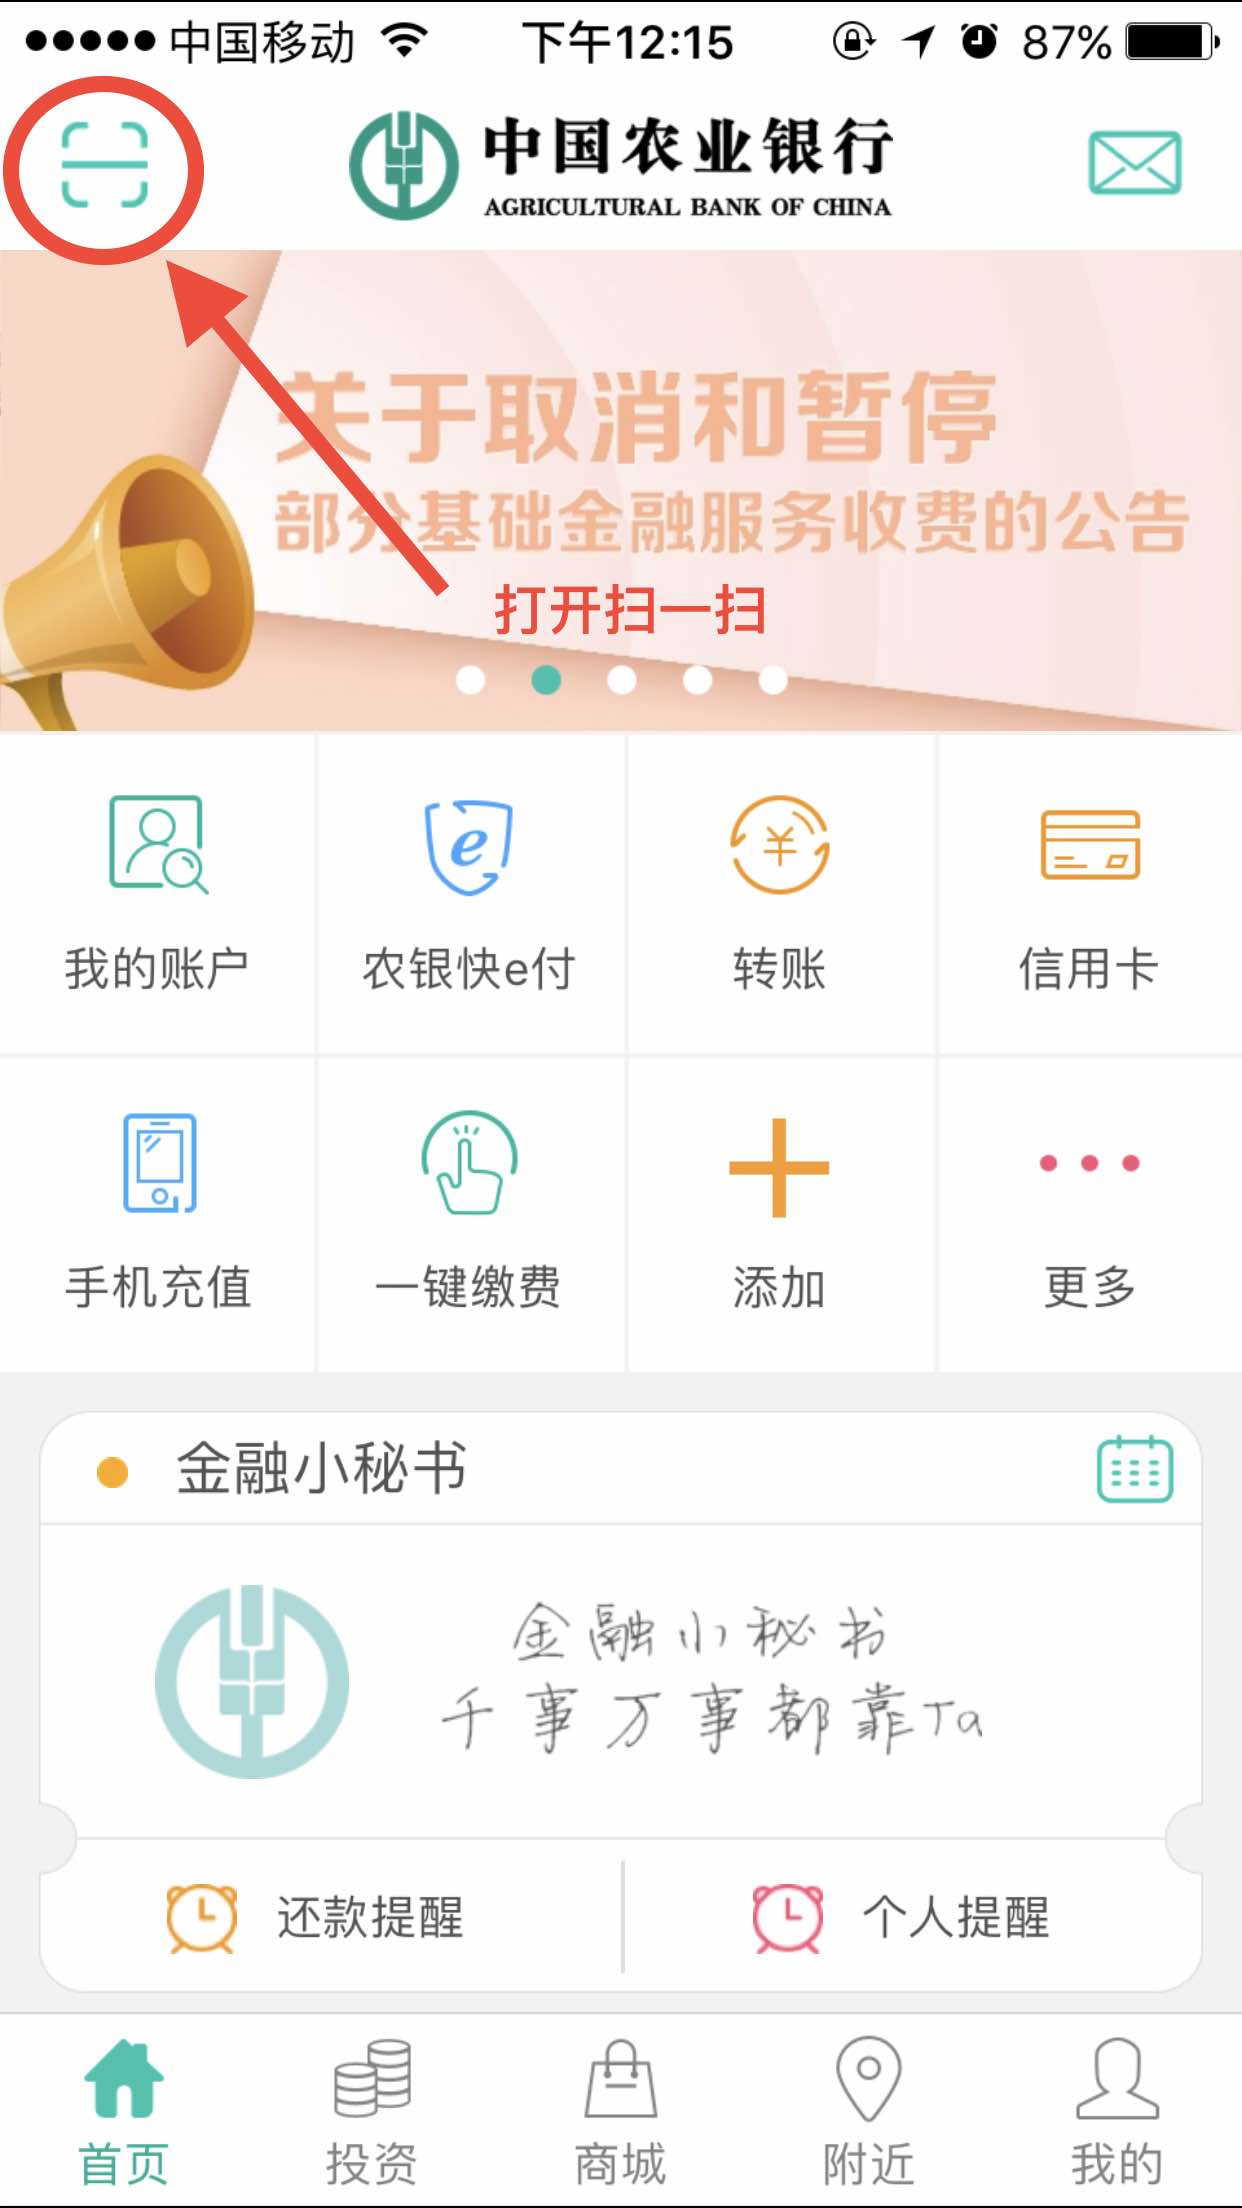 中国移动 下午12:15 87%
中国农业银行
AGRICULTURAL BANK OF CHINA
关于取消和暂停
部分基础金融服务收费的公告
打开扫一扫
我的账户 农银快e付 转账 信用卡
手机充值 一键缴费 添加 更多
金融小秘书
金融小秘书
千事万事都靠Ta
还款提醒 个人提醒
首页 投资 商城 附近 我的